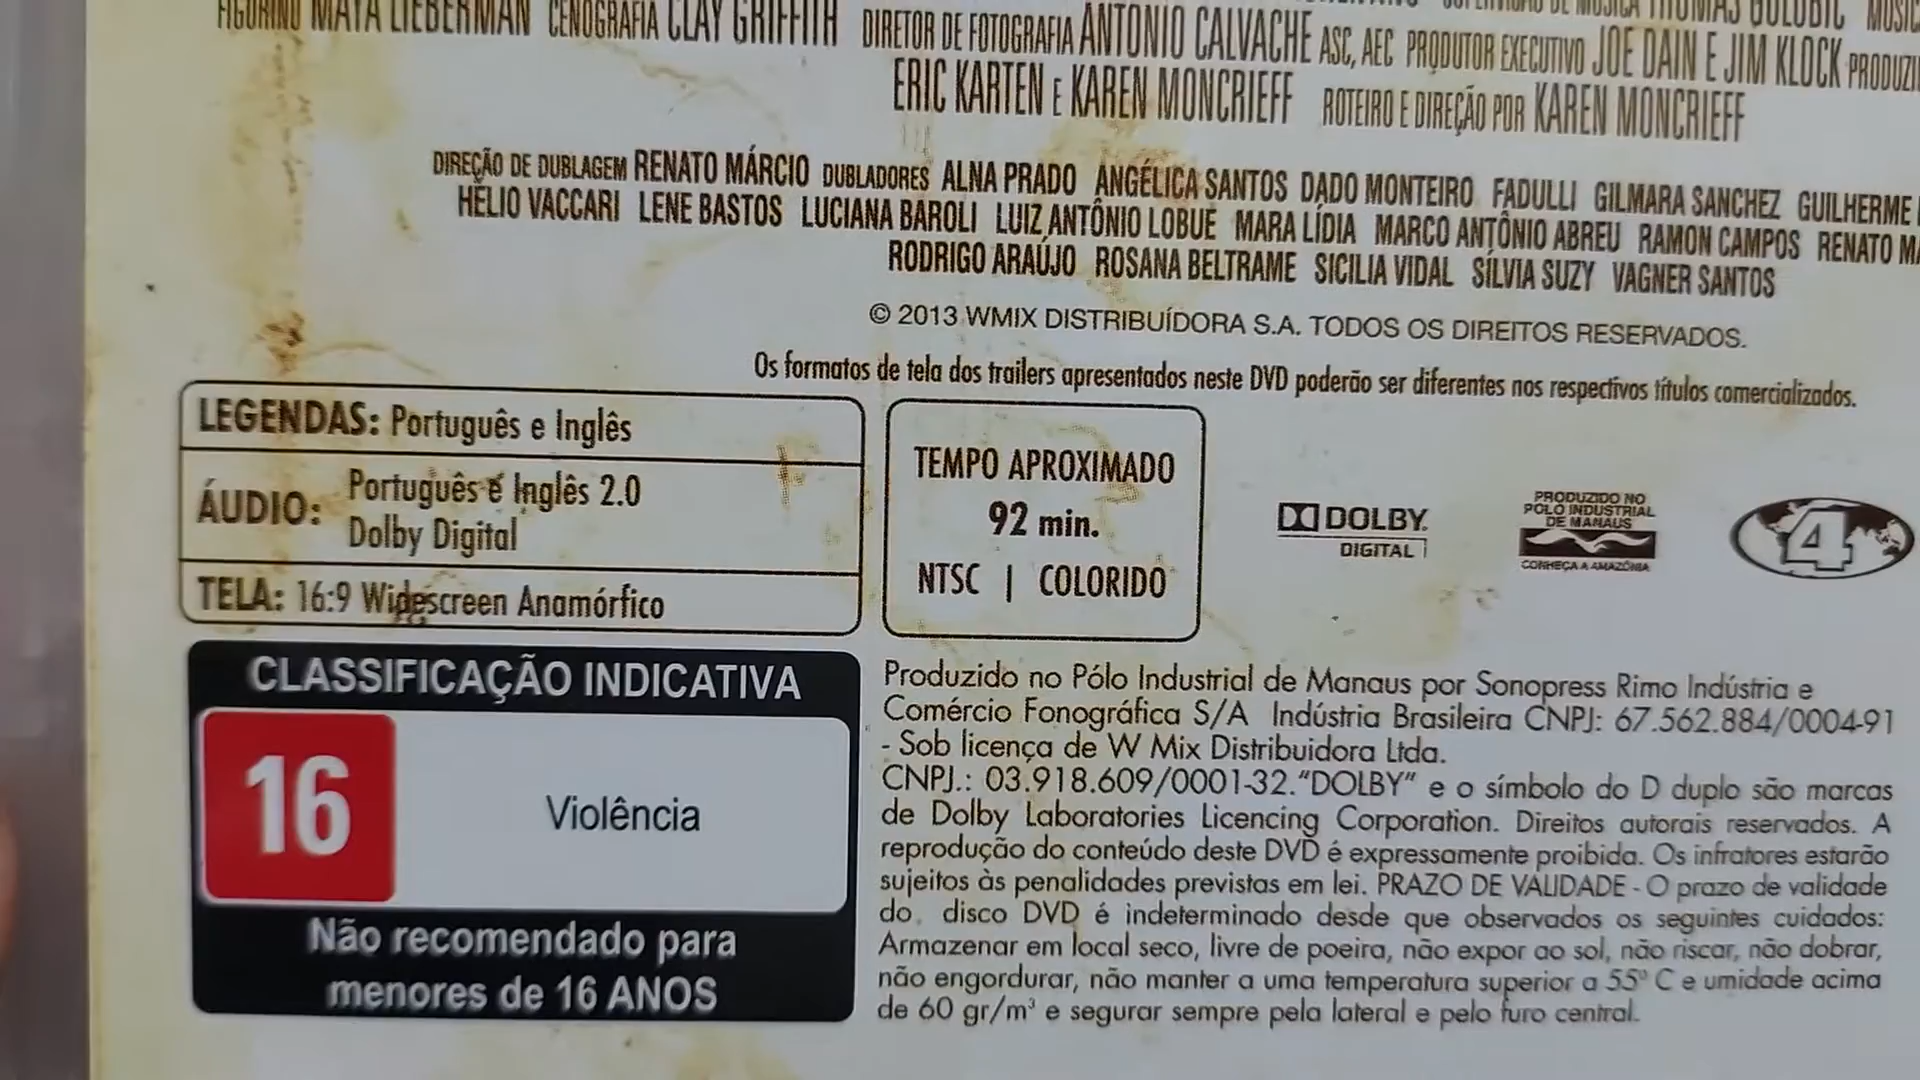 FIGURINO MAYA LIEBERMAN CENOGRAFIA CLAY GRIFFITH DIRETOR DE FOTOGRAFIA ANTONIO CALVACHE ASC, AEC PRODUTOR EXECUTIVO JOE DAIN E JIM KLOCK
ERIC KARTEN E KAREN MONCRIEFF ROTEIRO E DIREÇÃO POR KAREN MONCRIEFF
DIREÇÃO DE DUBLAGEM RENATO MÁRCIO DUBLADORES ALNA PRADO ANGÉLICA SANTOS DADO MONTEIRO FADULLI GILMARA SANCHEZ GUILHERME
HÉLIO VACCARI LENE BASTOS LUCIANA BAROLI LUIZ ANTÔNIO LOBUE MARA LÍDIA MARCO ANTÔNIO ABREU RAMON CAMPOS RENATO
RODRIGO ARAÚJO ROSANA BELTRAME SICILIA VIDAL SÍLVIA SUZY VAGNER SANTOS
© 2013 WMIX DISTRIBUÍDORA S.A. TODOS OS DIREITOS RESERVADOS.
Os formatos de tela dos trailers apresentados neste DVD poderão ser diferentes nos respectivos títulos comercializados.
LEGENDAS: Português e Inglês
ÁUDIO: Português e Inglês 2.0
Dolby Digital
TELA: 16:9 Widescreen Anamórfico
TEMPO APROXIMADO
92 min.
NTSC | COLORIDO
DOLBY
DIGITAL
PRODUZIDO NO
PÓLO INDUSTRIAL
DE MANAUS
CONHEÇA A AMAZÔNIA
4
CLASSIFICAÇÃO INDICATIVA
16
Violência
Não recomendado para
menores de 16 ANOS
Produzido no Pólo Industrial de Manaus por Sonopress Rimo Indústria e
Comércio Fonográfica S/A Indústria Brasileira CNPJ: 67.562.884/0004-91
- Sob licença de W Mix Distribuidora Ltda.
CNPJ.: 03.918.609/0001-32."DOLBY" e o símbolo do D duplo são marcas
de Dolby Laboratories Licencing Corporation. Direitos autorais reservados. A
reprodução do conteúdo deste DVD é expressamente proibida. Os infratores estarão
sujeitos às penalidades previstas em lei. PRAZO DE VALIDADE - O prazo de validade
do disco DVD é indeterminado desde que observados os seguintes cuidados:
Armazenar em local seco, livre de poeira, não expor ao sol, não riscar, não dobrar,
não engordurar, não manter a uma temperatura superior a 55º C e umidade acima
de 60 gr/m³ e segurar sempre pela lateral e pelo furo central.